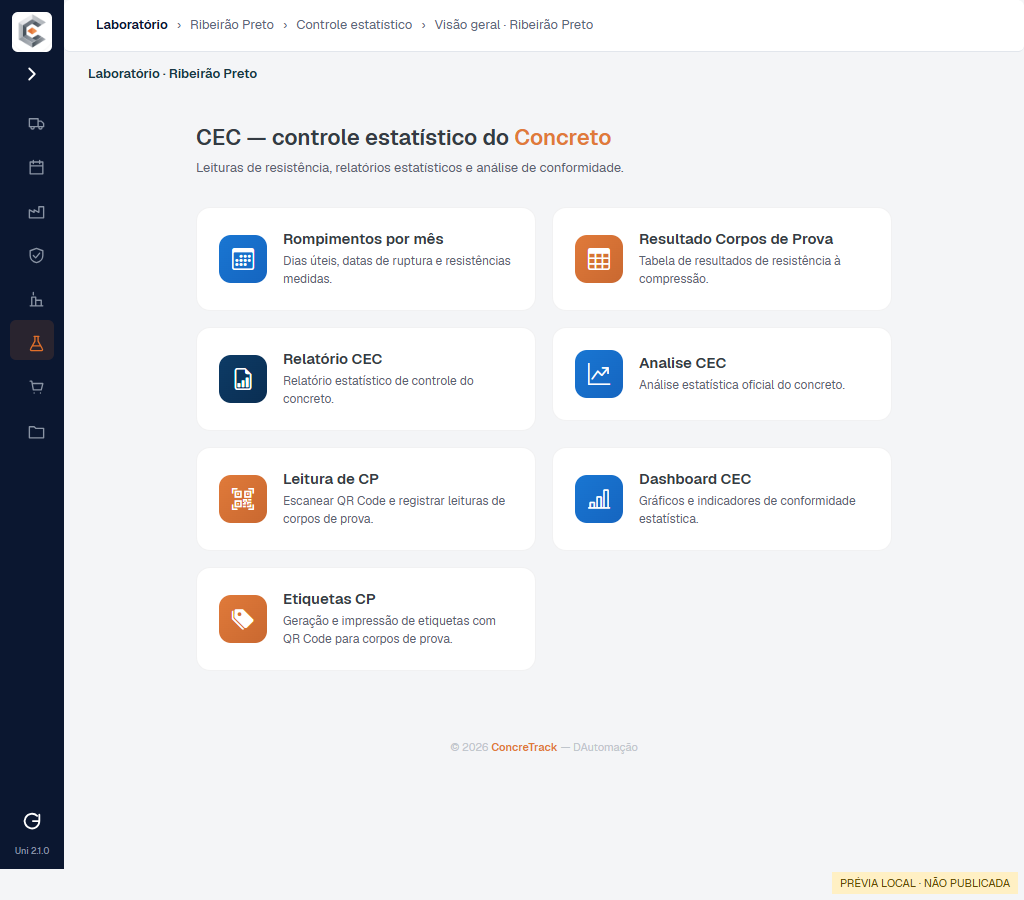 Laboratório › Ribeirão Preto › Controle estatístico › Visão geral · Ribeirão Preto
Laboratório · Ribeirão Preto
CEC — controle estatístico do Concreto
Leituras de resistência, relatórios estatísticos e análise de conformidade.
Rompimentos por mês
Dias úteis, datas de ruptura e resistências
medidas.
Resultado Corpos de Prova
Tabela de resultados de resistência à
compressão.
Relatório CEC
Relatório estatístico de controle do
concreto.
Analise CEC
Análise estatística oficial do concreto.
Leitura de CP
Escanear QR Code e registrar leituras de
corpos de prova.
Dashboard CEC
Gráficos e indicadores de conformidade
estatística.
Etiquetas CP
Geração e impressão de etiquetas com
QR Code para corpos de prova.
© 2026 ConcreTrack — DAutomação
Uni 2.1.0
PRÉVIA LOCAL · NÃO PUBLICADA